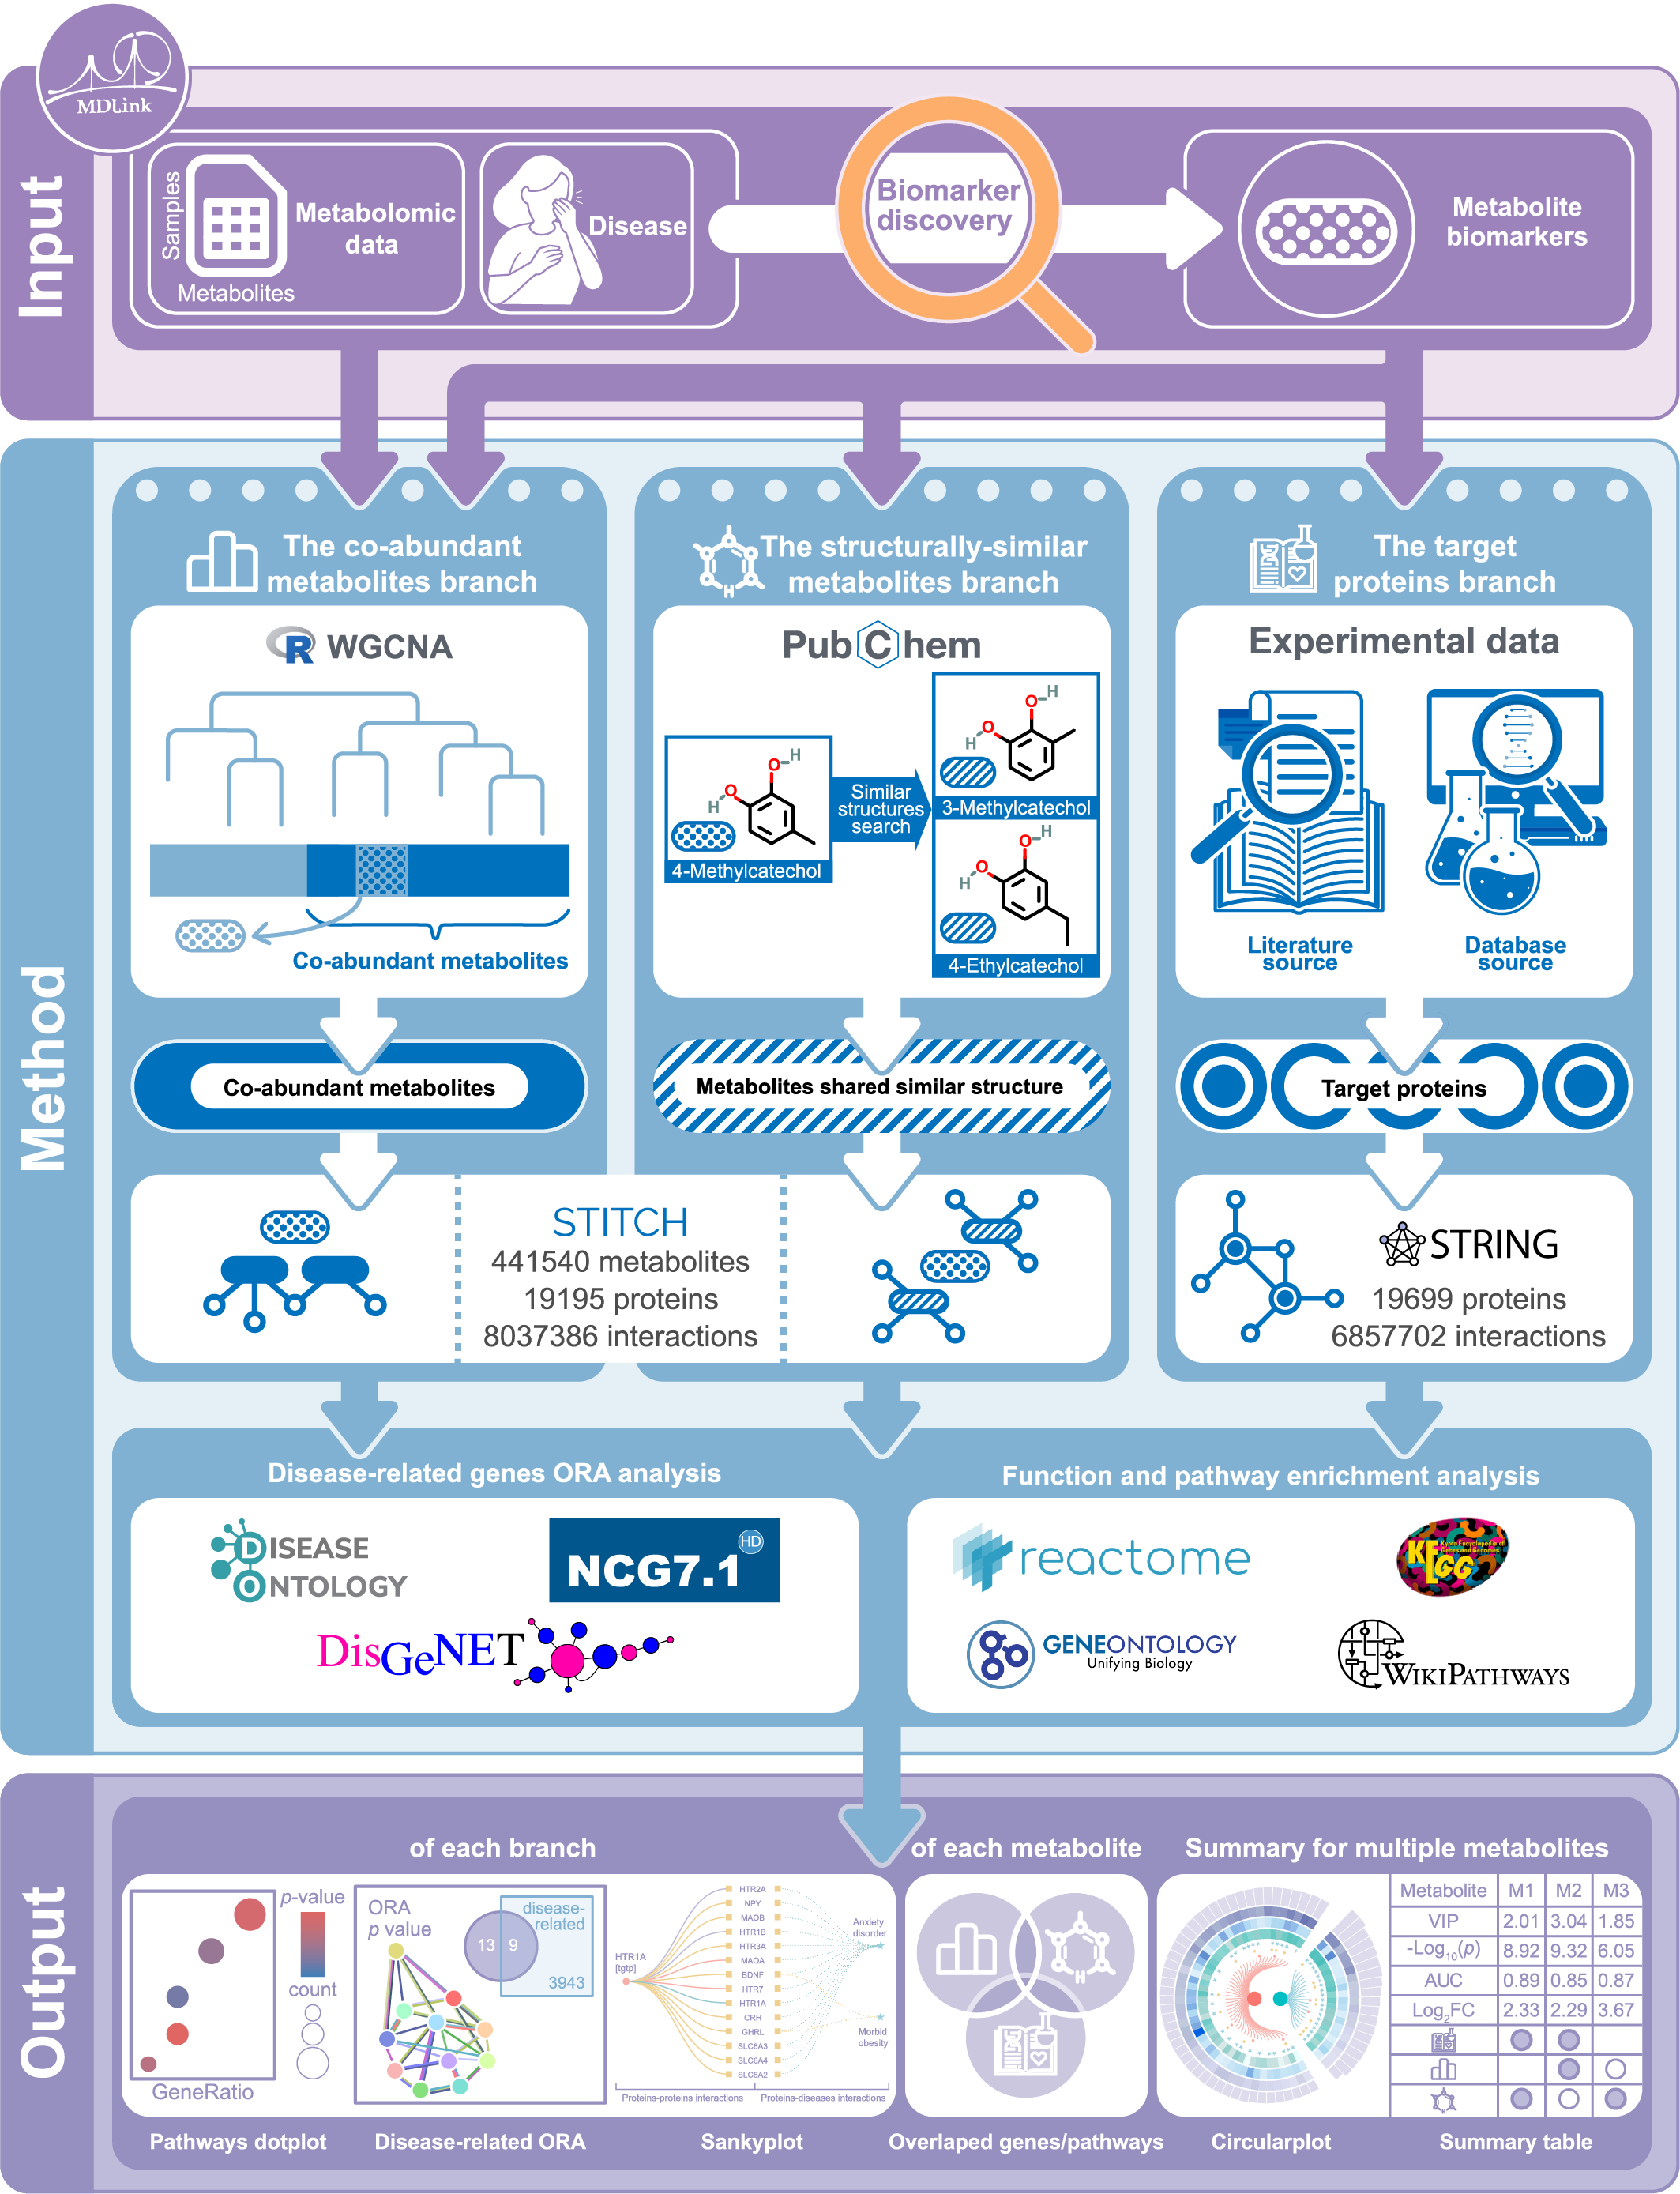 MDLink
Input
Samples
Metabolomic
data
Metabolites
Disease
Biomarker
discovery
Metabolite
biomarkers
Method
The co-abundant
metabolites branch
R WGCNA
Co-abundant metabolites
Co-abundant metabolites
H
The structurally-similar
metabolites branch
PubChem
O H
H O
4-Methylcatechol
Similar
structures
search
O H
H O
3-Methylcatechol
O H
H O
4-Ethylcatechol
Metabolites shared similar structure
The target
proteins branch
Experimental data
Literature
source
Database
source
Target proteins
STITCH
441540 metabolites
19195 proteins
8037386 interactions
STRING
19699 proteins
6857702 interactions
Disease-related genes ORA analysis
DISEASE
ONTOLOGY
NCG7.1 HD
DisGeNET
Function and pathway enrichment analysis
reactome
KEGG
Kyoto Encyclopedia of
Genes and Genomes
GENEONTOLOGY
Unifying Biology
WIKIPATHWAYS
Output
of each branch
p-value
count
GeneRatio
Pathways dotplot
ORA
p value
disease-
related
13 9
3943
Disease-related ORA
HTR1A
[tgtp]
HTR2A
NPY
MAOB
HTR1B
HTR3A
MAOA
BDNF
HTR7
HTR1A
CRH
GHRL
SLC6A3
SLC6A4
SLC6A2
Anxiety
disorder
Morbid
obesity
Proteins-proteins interactions
Proteins-diseases interactions
Sankyplot
of each metabolite
H
Overlaped genes/pathways
Summary for multiple metabolites
Circularplot
Metabolite M1 M2 M3
VIP 2.01 3.04 1.85
-Log10(p) 8.92 9.32 6.05
AUC 0.89 0.85 0.87
Log2FC 2.33 2.29 3.67
Summary table